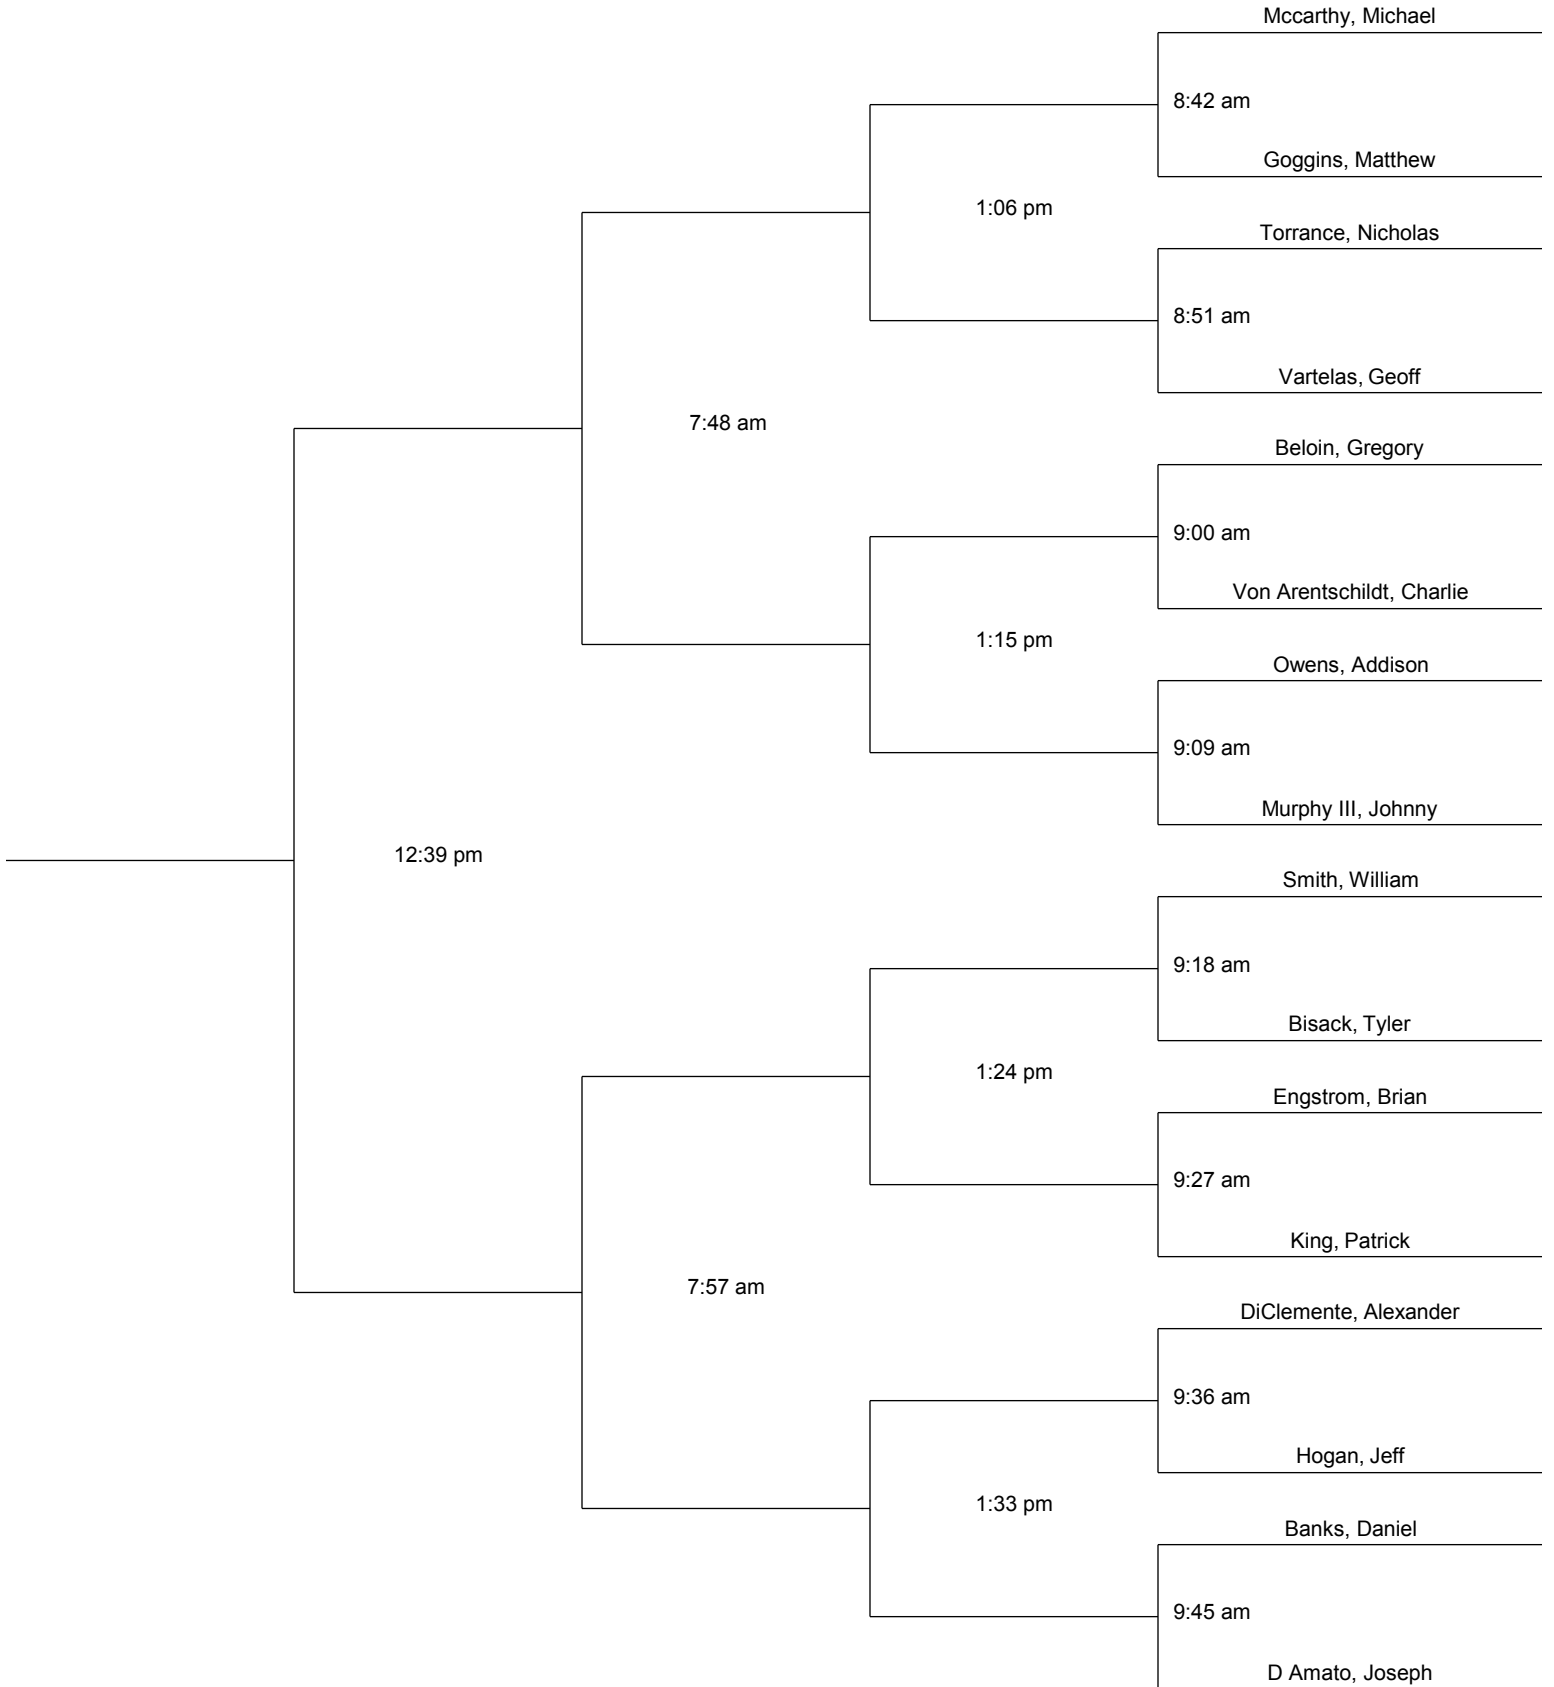 Mccarthy, Michael
8:42 am
Goggins, Matthew
1:06 pm
Torrance, Nicholas
8:51 am
Vartelas, Geoff
7:48 am
Beloin, Gregory
9:00 am
Von Arentschildt, Charlie
1:15 pm
Owens, Addison
9:09 am
Murphy III, Johnny
12:39 pm
Smith, William
9:18 am
Bisack, Tyler
1:24 pm
Engstrom, Brian
9:27 am
King, Patrick
7:57 am
DiClemente, Alexander
9:36 am
Hogan, Jeff
1:33 pm
Banks, Daniel
9:45 am
D Amato, Joseph